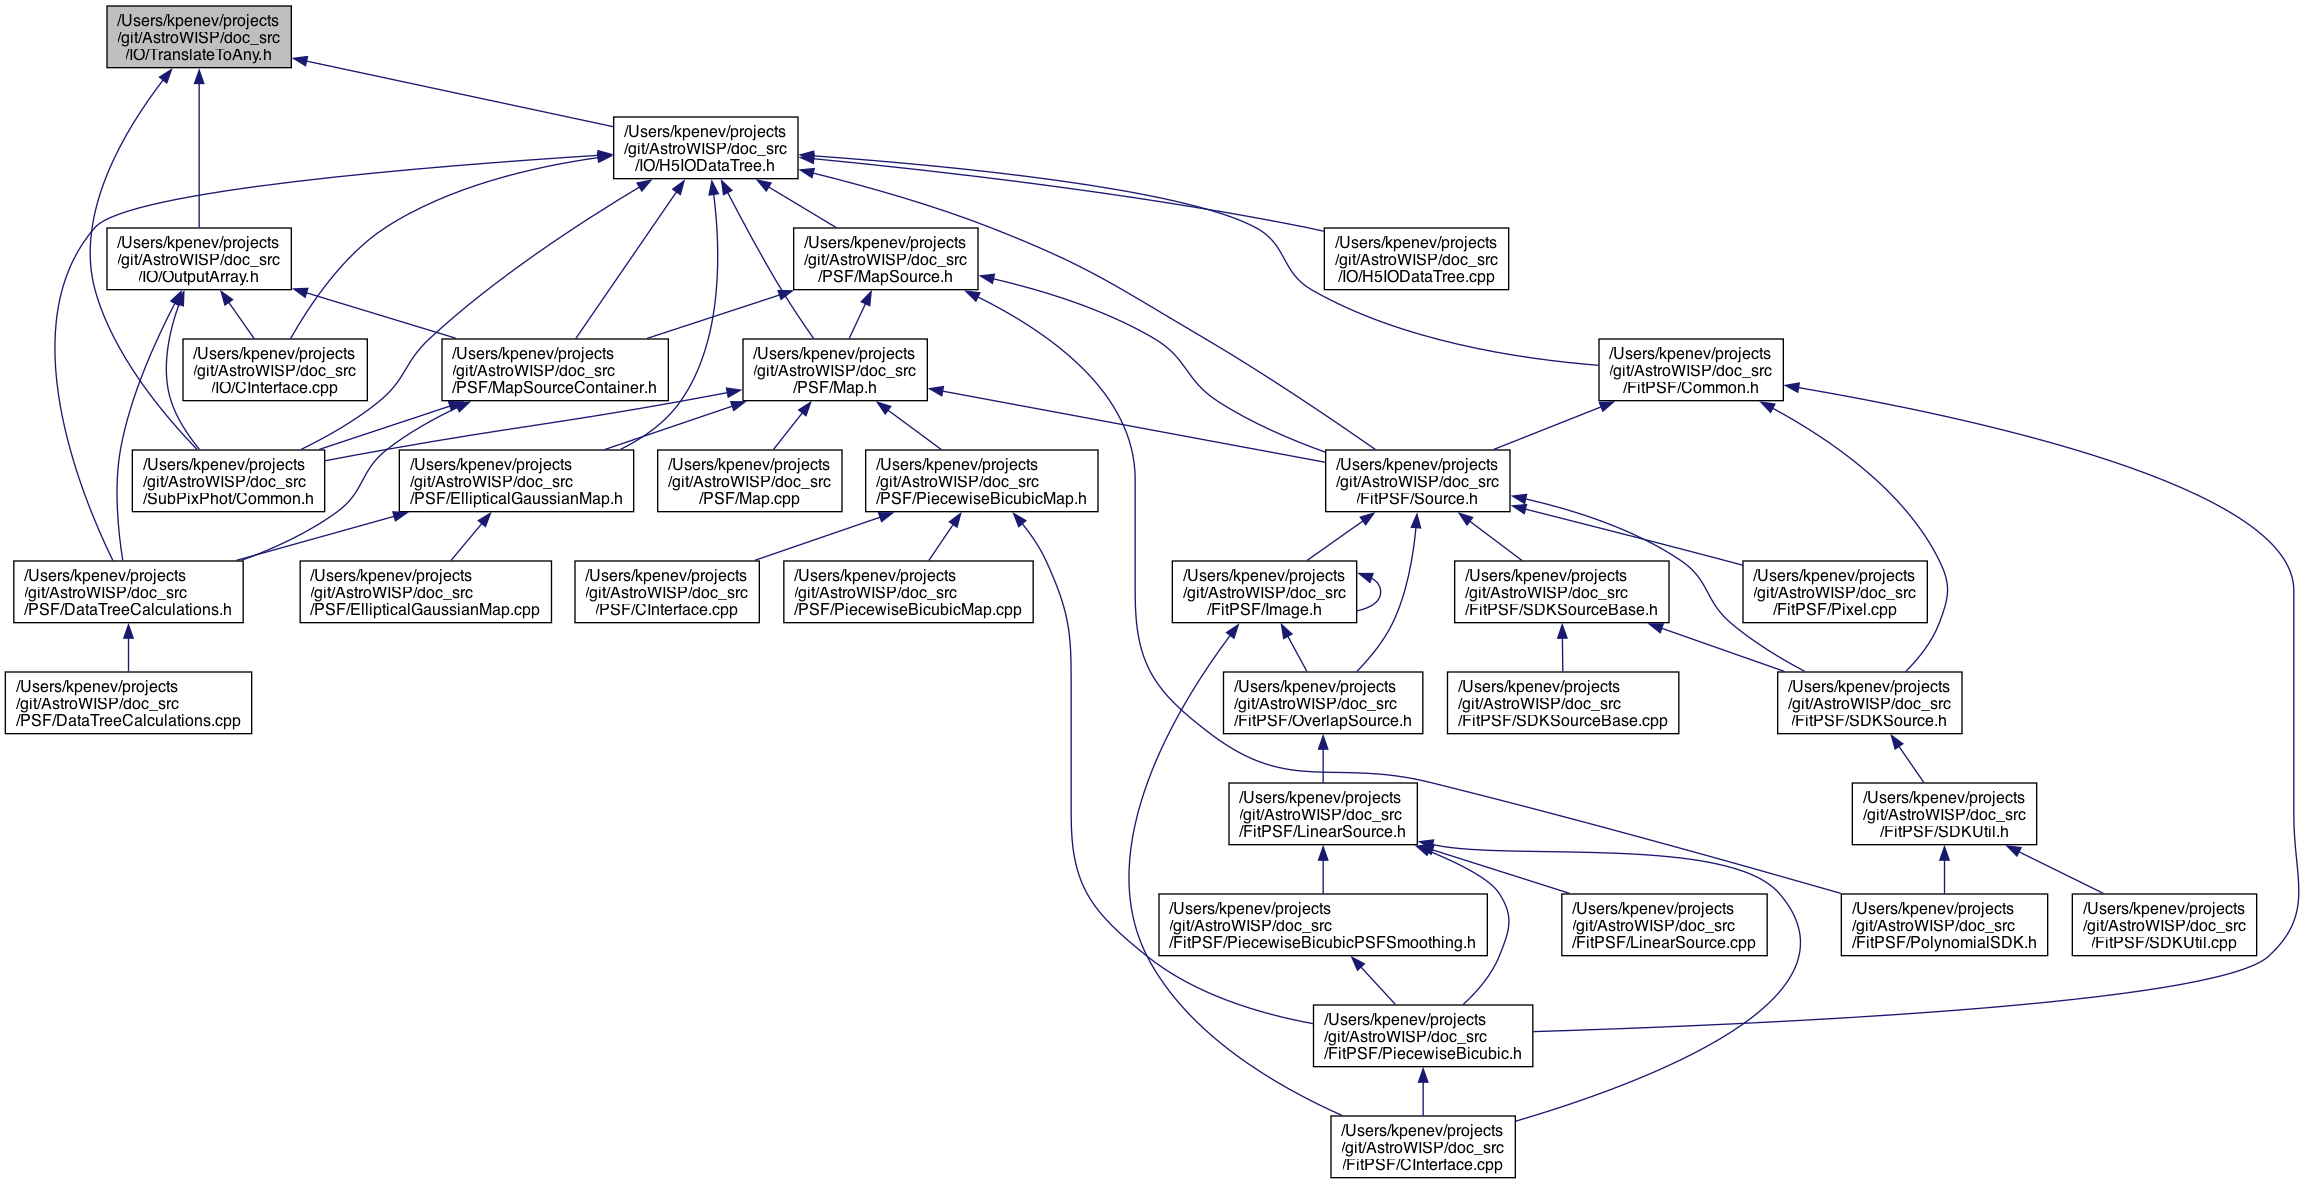 /Users/kpenev/projects
/git/AstroWISP/doc_src
/IO/TranslateToAny.h
/Users/kpenev/projects
/git/AstroWISP/doc_src
/IO/H5IODataTree.h
/Users/kpenev/projects
/git/AstroWISP/doc_src
/IO/OutputArray.h
/Users/kpenev/projects
/git/AstroWISP/doc_src
/PSF/MapSource.h
/Users/kpenev/projects
/git/AstroWISP/doc_src
/IO/H5IODataTree.cpp
/Users/kpenev/projects
/git/AstroWISP/doc_src
/IO/CInterface.cpp
/Users/kpenev/projects
/git/AstroWISP/doc_src
/PSF/MapSourceContainer.h
/Users/kpenev/projects
/git/AstroWISP/doc_src
/PSF/Map.h
/Users/kpenev/projects
/git/AstroWISP/doc_src
/FitPSF/Common.h
/Users/kpenev/projects
/git/AstroWISP/doc_src
/SubPixPhot/Common.h
/Users/kpenev/projects
/git/AstroWISP/doc_src
/PSF/EllipticalGaussianMap.h
/Users/kpenev/projects
/git/AstroWISP/doc_src
/PSF/Map.cpp
/Users/kpenev/projects
/git/AstroWISP/doc_src
/PSF/PiecewiseBicubicMap.h
/Users/kpenev/projects
/git/AstroWISP/doc_src
/FitPSF/Source.h
/Users/kpenev/projects
/git/AstroWISP/doc_src
/PSF/DataTreeCalculations.h
/Users/kpenev/projects
/git/AstroWISP/doc_src
/PSF/EllipticalGaussianMap.cpp
/Users/kpenev/projects
/git/AstroWISP/doc_src
/PSF/CInterface.cpp
/Users/kpenev/projects
/git/AstroWISP/doc_src
/PSF/PiecewiseBicubicMap.cpp
/Users/kpenev/projects
/git/AstroWISP/doc_src
/FitPSF/Image.h
/Users/kpenev/projects
/git/AstroWISP/doc_src
/FitPSF/SDKSourceBase.h
/Users/kpenev/projects
/git/AstroWISP/doc_src
/FitPSF/Pixel.cpp
/Users/kpenev/projects
/git/AstroWISP/doc_src
/PSF/DataTreeCalculations.cpp
/Users/kpenev/projects
/git/AstroWISP/doc_src
/FitPSF/OverlapSource.h
/Users/kpenev/projects
/git/AstroWISP/doc_src
/FitPSF/SDKSourceBase.cpp
/Users/kpenev/projects
/git/AstroWISP/doc_src
/FitPSF/SDKSource.h
/Users/kpenev/projects
/git/AstroWISP/doc_src
/FitPSF/LinearSource.h
/Users/kpenev/projects
/git/AstroWISP/doc_src
/FitPSF/SDKUtil.h
/Users/kpenev/projects
/git/AstroWISP/doc_src
/FitPSF/PiecewiseBicubicPSFSmoothing.h
/Users/kpenev/projects
/git/AstroWISP/doc_src
/FitPSF/LinearSource.cpp
/Users/kpenev/projects
/git/AstroWISP/doc_src
/FitPSF/PolynomialSDK.h
/Users/kpenev/projects
/git/AstroWISP/doc_src
/FitPSF/SDKUtil.cpp
/Users/kpenev/projects
/git/AstroWISP/doc_src
/FitPSF/PiecewiseBicubic.h
/Users/kpenev/projects
/git/AstroWISP/doc_src
/FitPSF/CInterface.cpp